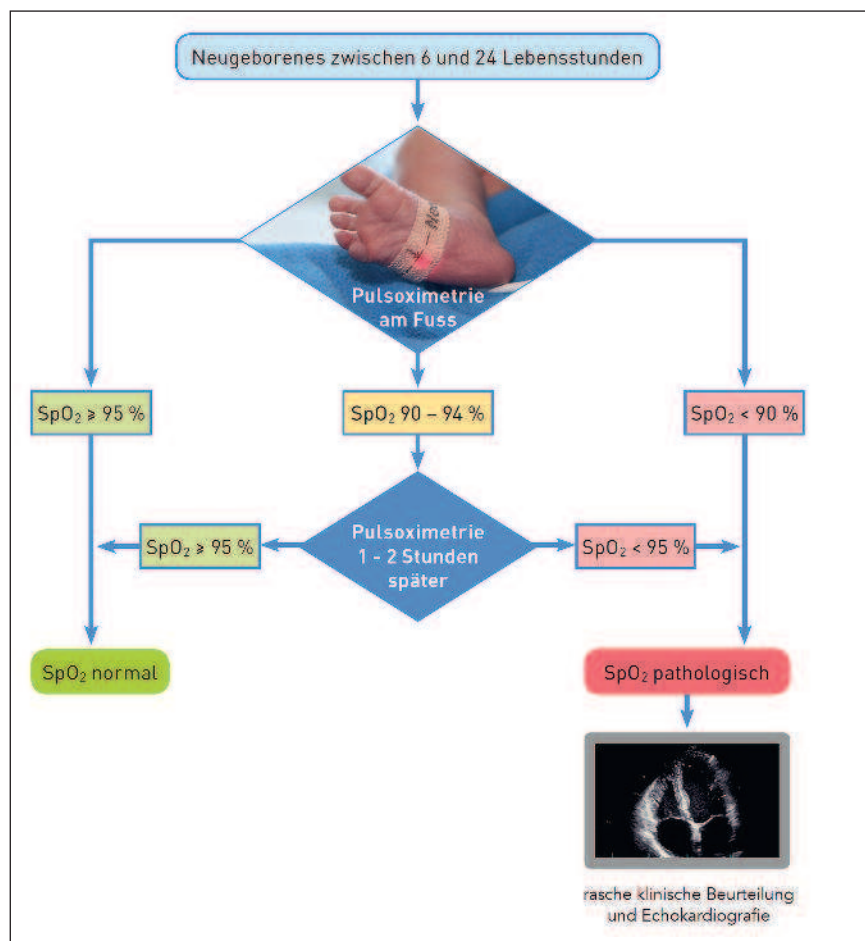 Neugeborenes zwischen 6 und 24 Lebensstunden
Pulsoximetrie
am Fuss
SpO₂ ≥ 95 %
SpO₂ 90 – 94 %
SpO₂ < 90 %
SpO₂ ≥ 95 %
Pulsoximetrie
1 - 2 Stunden
später
SpO₂ < 95 %
SpO₂ normal
SpO₂ pathologisch
rasche klinische Beurteilung
und Echokardiografie